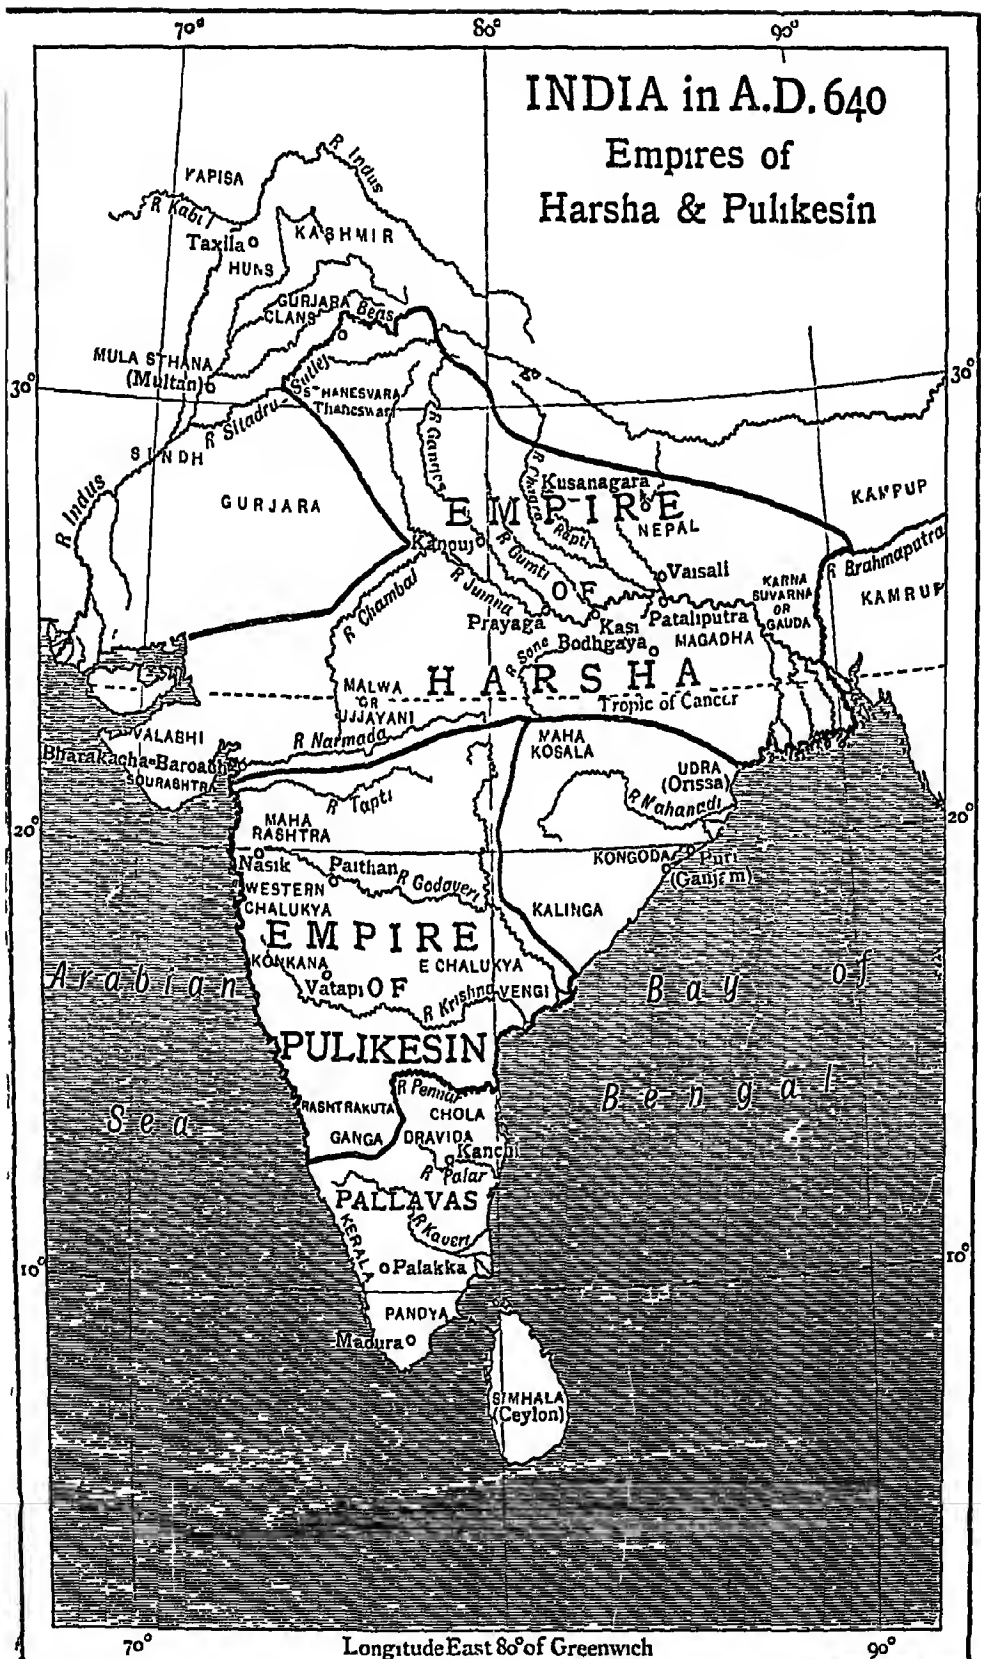 70°
80°
90°
INDIA in A.D. 640
Empires of
Harsha & Pulikesin
R Indus
KAPISA
R Kabul
Taxila
KASHMIR
HUNS
GURJARA
CLANS
Beas
MULA STHANA
(Multan)
30°
30°
Sutlej
STHANESVARA
Thaneswar
R Sitadru
SINDH
R Indus
GURJARA
R Ganges
R Ghagra
Kusanagara
EMPIRE
NEPAL
Rapti
KAMRUP
Kanouj
R Gumti
R Brahmaputra
R Jumna
OF
Vaisali
KARNA
SUVARNA
OR
GAUDA
KAMRUP
R Chambal
Prayaga
Kasi
Pataliputra
Bodhgaya
MAGADHA
R Sone
HARSHA
MALWA
OR
UJJAYANI
Tropic of Cancer
VALABHI
R Narmada
MAHA
KOSALA
Bharakacha=Baroach
SOURASHTRA
UDRA
(Orissa)
R Tapti
R Mahanadi
20°
20°
MAHA
RASHTRA
Nasik
Paithan
R Godaveri
KONGODA
Puri
(Ganjam)
WESTERN
CHALUKYA
KALINGA
EMPIRE
KONKANA
E CHALUKYA
Vatapi
OF
R Krishna
VENGI
Arabian
Sea
Bay of
Bengal
PULIKESIN
R Pennar
RASHTRAKUTA
CHOLA
GANGA
DRAVIDA
Kanchi
R Palar
PALLAVAS
KERALA
R Kaveri
10°
10°
Palakka
PANDYA
Madura
SIMHALA
(Ceylon)
70°
Longitude East 80° of Greenwich
90°